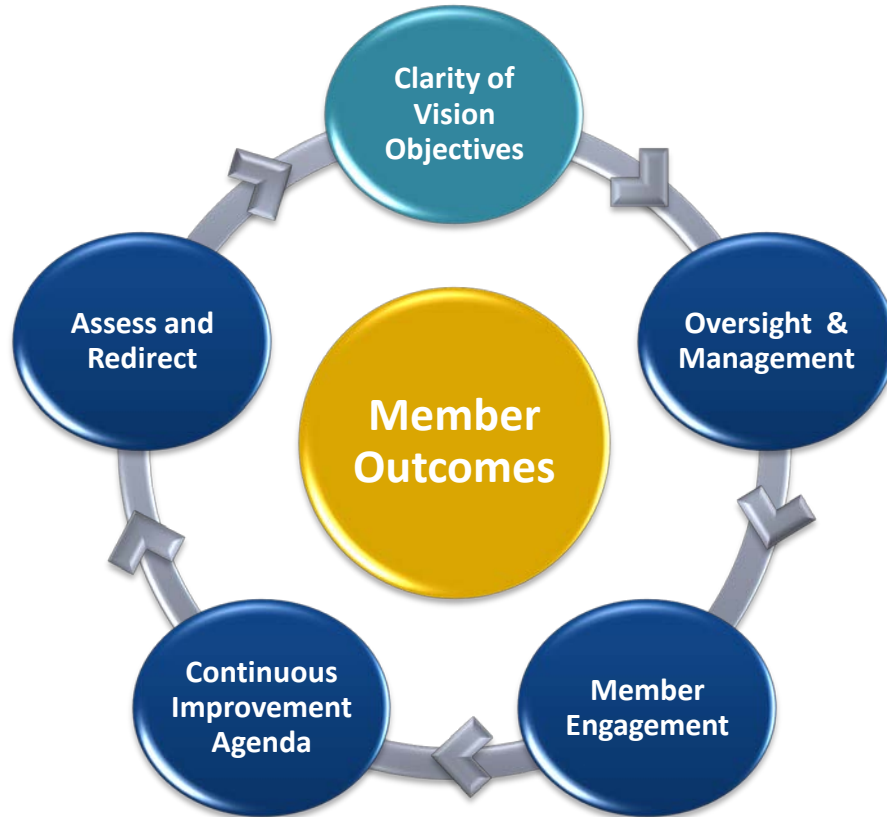 Clarity of
Vision
Objectives
Oversight &
Management
Member
Engagement
Continuous
Improvement
Agenda
Assess and
Redirect
Member
Outcomes